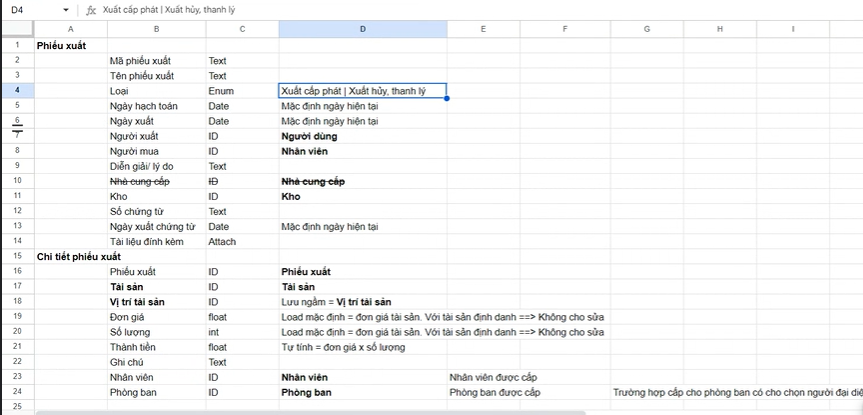 D4 fx Xuất cấp phát | Xuất hủy, thanh lý
A B C D E F G H I
1 Phiếu xuất
2 Mã phiếu xuất Text
3 Tên phiếu xuất Text
4 Loại Enum Xuất cấp phát | Xuất hủy, thanh lý
5 Ngày hạch toán Date Mặc định ngày hiện tại
6 Ngày xuất Date Mặc định ngày hiện tại
7 Người xuất ID Người dùng
8 Người mua ID Nhân viên
9 Diễn giải/ lý do Text
10 Nhà cung cấp ID Nhà cung cấp
11 Kho ID Kho
12 Số chứng từ Text
13 Ngày xuất chứng từ Date Mặc định ngày hiện tại
14 Tài liệu đính kèm Attach
15 Chi tiết phiếu xuất
16 Phiếu xuất ID Phiếu xuất
17 Tài sản ID Tài sản
18 Vị trí tài sản ID Lưu ngầm = Vị trí tài sản
19 Đơn giá float Load mặc định = đơn giá tài sản. Với tài sản định danh ==> Không cho sửa
20 Số lượng int Load mặc định = đơn giá tài sản. Với tài sản định danh ==> Không cho sửa
21 Thành tiền float Tự tính = đơn giá x số lượng
22 Ghi chú Text
23 Nhân viên ID Nhân viên Nhân viên được cấp
24 Phòng ban ID Phòng ban Phòng ban được cấp Trường hợp cấp cho phòng ban có cho chọn người đại diệ
25